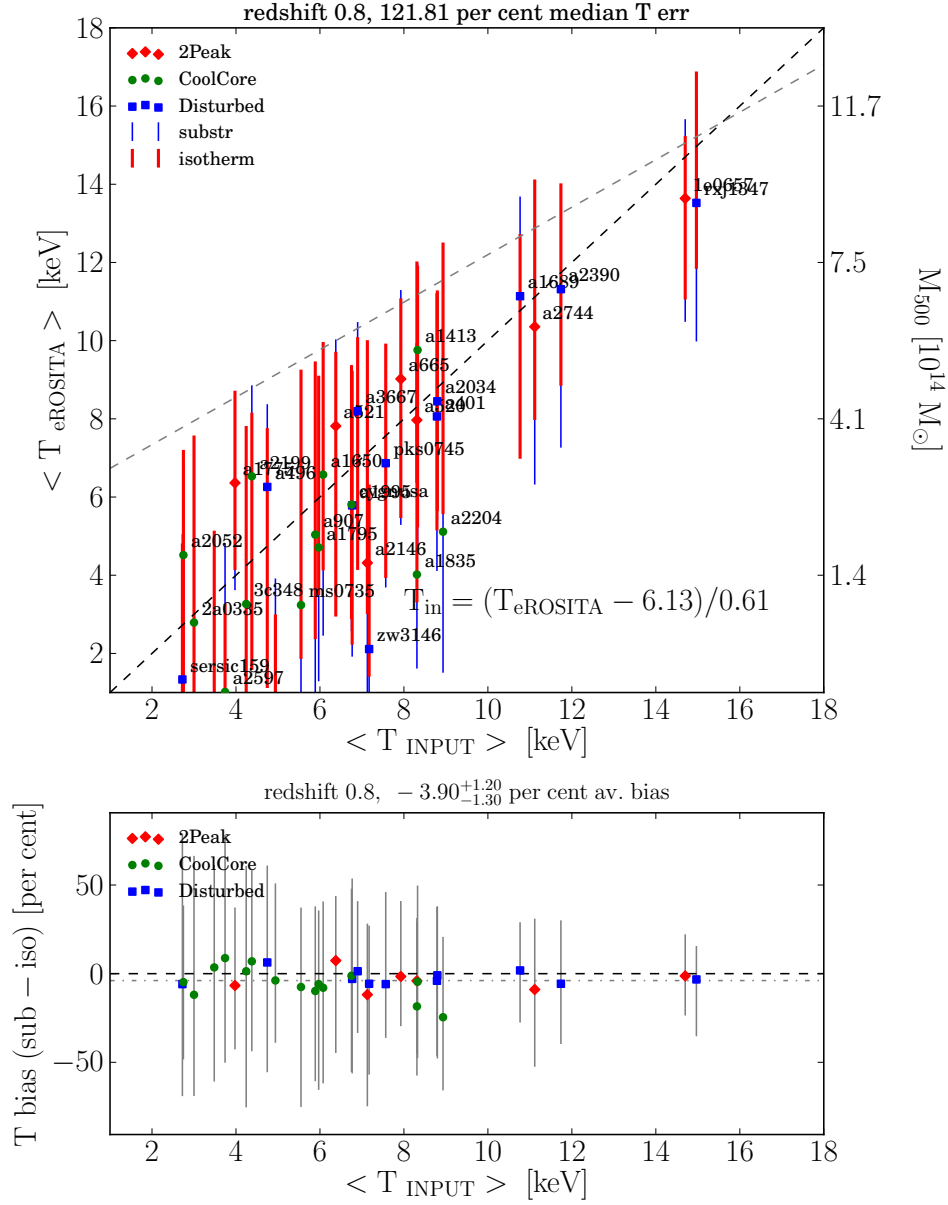 redshift 0.8, 121.81 per cent median T err
18
16
14
12
10
8
6
4
2
< T eROSITA > [keV]
2Peak
CoolCore
Disturbed
substr
isotherm
11.7
7.5
4.1
1.4
M500 [10^14 M⊙]
1e0657
rxj1347
a1689
a2390
a2744
a1413
a665
a2034
a3667
a401
a520
a521
pks0745
a2199
a496
a1650
a1995
cygnusa
a907
a1795
a2204
a2052
a2146
a1835
3c348
ms0735
2a0335
T_in = (T_eROSITA − 6.13)/0.61
zw3146
sersic159
a2597
2 4 6 8 10 12 14 16 18
< T INPUT > [keV]
redshift 0.8, −3.90 +1.20 −1.30 per cent av. bias
T bias (sub − iso) [per cent]
50
0
−50
2Peak
CoolCore
Disturbed
2 4 6 8 10 12 14 16 18
< T INPUT > [keV]